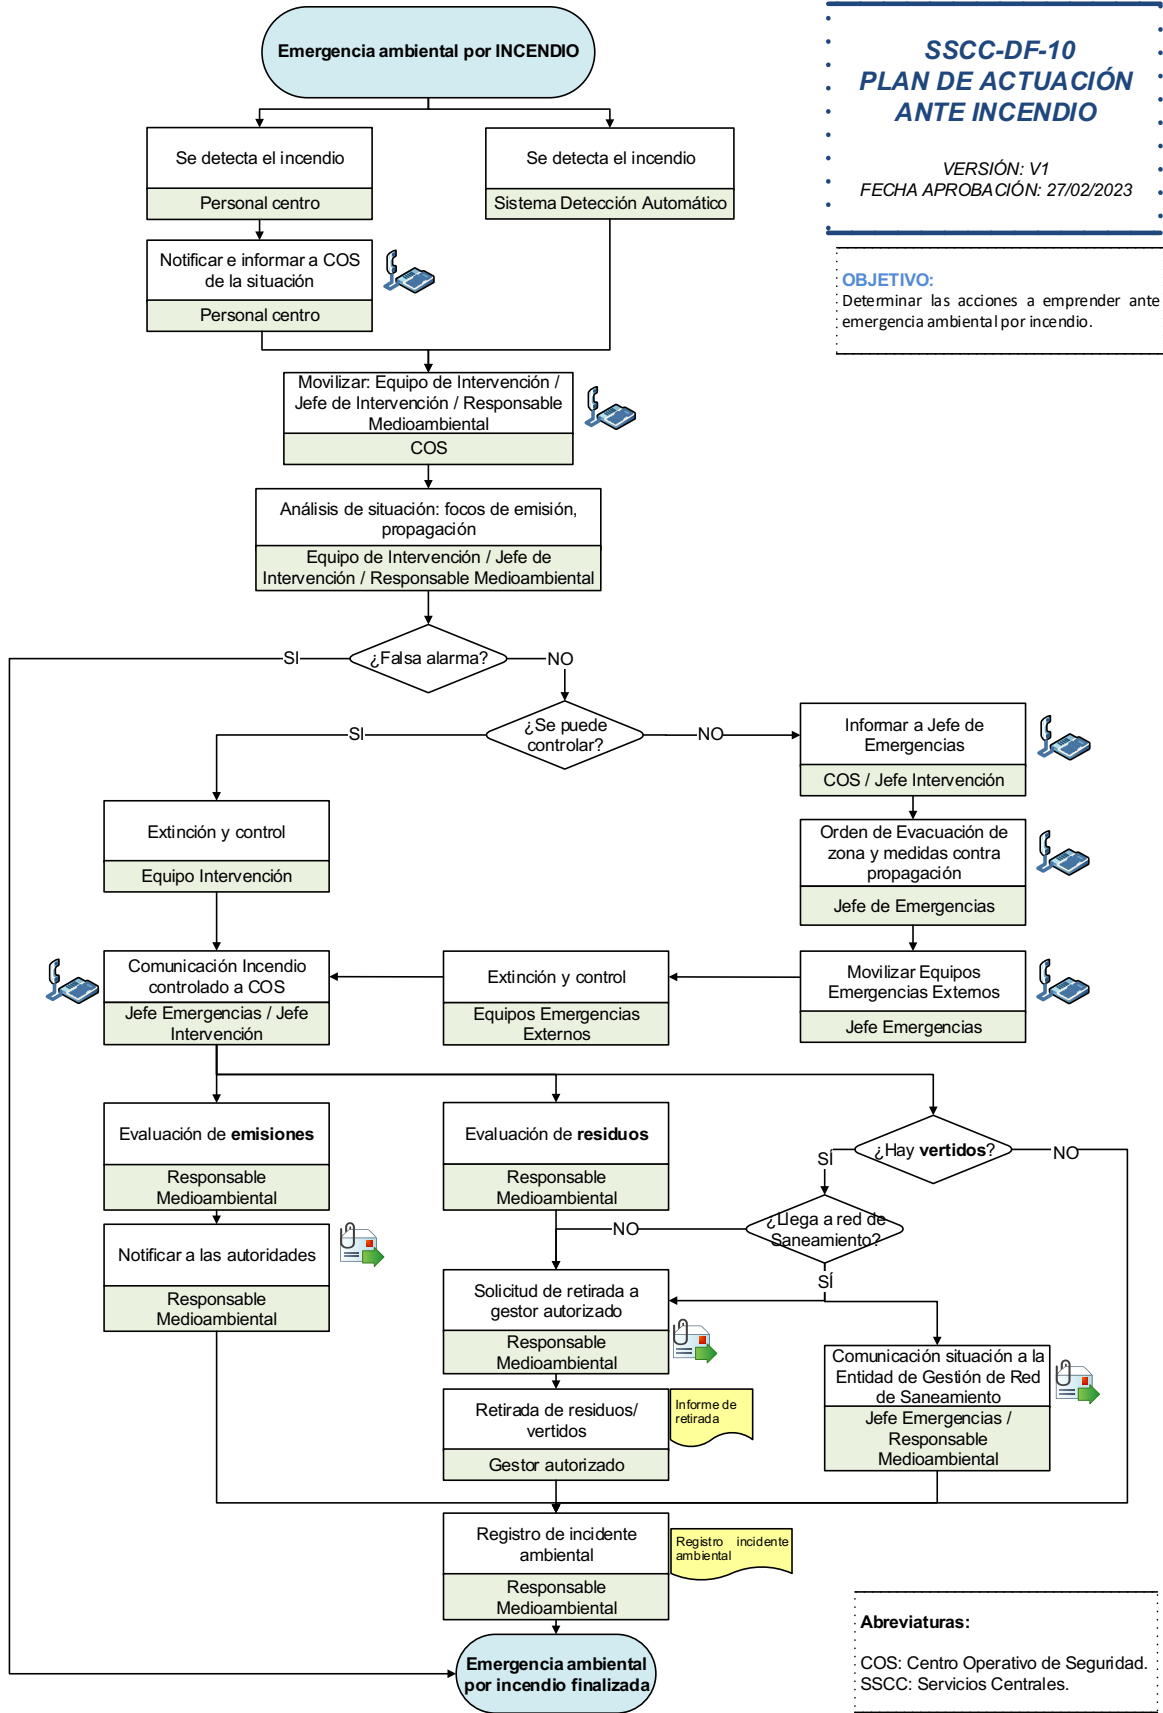 Emergencia ambiental por INCENDIO
SSCC-DF-10
PLAN DE ACTUACIÓN
ANTE INCENDIO
VERSIÓN: V1
FECHA APROBACIÓN: 27/02/2023
OBJETIVO:
Determinar las acciones a emprender ante
emergencia ambiental por incendio.
Se detecta el incendio
Personal centro
Se detecta el incendio
Sistema Detección Automático
Notificar e informar a COS
de la situación
Personal centro
Movilizar: Equipo de Intervención /
Jefe de Intervención / Responsable
Medioambiental
COS
Análisis de situación: focos de emisión,
propagación
Equipo de Intervención / Jefe de
Intervención / Responsable Medioambiental
SI
¿Falsa alarma?
NO
SI
¿Se puede
controlar?
NO
Informar a Jefe de
Emergencias
COS / Jefe Intervención
Extinción y control
Equipo Intervención
Orden de Evacuación de
zona y medidas contra
propagación
Jefe de Emergencias
Comunicación Incendio
controlado a COS
Jefe Emergencias / Jefe
Intervención
Extinción y control
Equipos Emergencias
Externos
Movilizar Equipos
Emergencias Externos
Jefe Emergencias
Evaluación de emisiones
Responsable
Medioambiental
Evaluación de residuos
Responsable
Medioambiental
¿Hay vertidos?
SÍ
NO
¿Llega a red de
Saneamiento?
NO
SÍ
Notificar a las autoridades
Responsable
Medioambiental
Solicitud de retirada a
gestor autorizado
Responsable
Medioambiental
Comunicación situación a la
Entidad de Gestión de Red
de Saneamiento
Jefe Emergencias /
Responsable
Medioambiental
Retirada de residuos/
vertidos
Gestor autorizado
Informe de
retirada
Registro de incidente
ambiental
Responsable
Medioambiental
Registro incidente
ambiental
Emergencia ambiental
por incendio finalizada
Abreviaturas:
COS: Centro Operativo de Seguridad.
SSCC: Servicios Centrales.